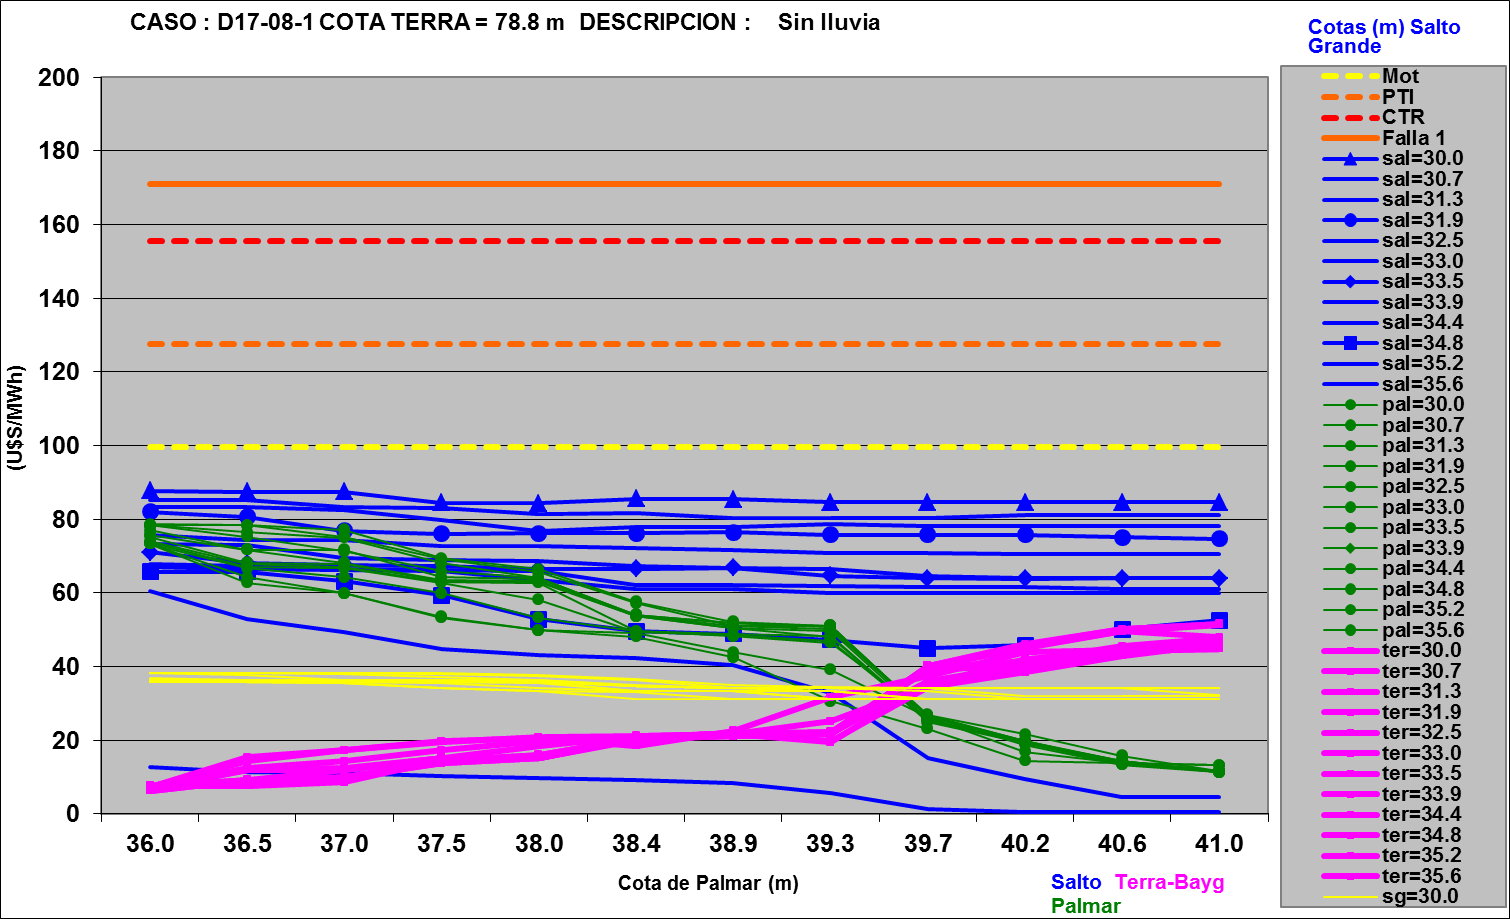 CASO : D17-08-1 COTA TERRA = 78.8 m DESCRIPCION : Sin lluvia
Cotas (m) Salto
Grande
200
180
160
140
120
100
80
60
40
20
0
(U$S/MWh)
36.0 36.5 37.0 37.5 38.0 38.4 38.9 39.3 39.7 40.2 40.6 41.0
Cota de Palmar (m)
Salto Terra-Bayg
Palmar
Mot
PTI
CTR
Falla 1
sal=30.0
sal=30.7
sal=31.3
sal=31.9
sal=32.5
sal=33.0
sal=33.5
sal=33.9
sal=34.4
sal=34.8
sal=35.2
sal=35.6
pal=30.0
pal=30.7
pal=31.3
pal=31.9
pal=32.5
pal=33.0
pal=33.5
pal=33.9
pal=34.4
pal=34.8
pal=35.2
pal=35.6
ter=30.0
ter=30.7
ter=31.3
ter=31.9
ter=32.5
ter=33.0
ter=33.5
ter=33.9
ter=34.4
ter=34.8
ter=35.2
ter=35.6
sg=30.0